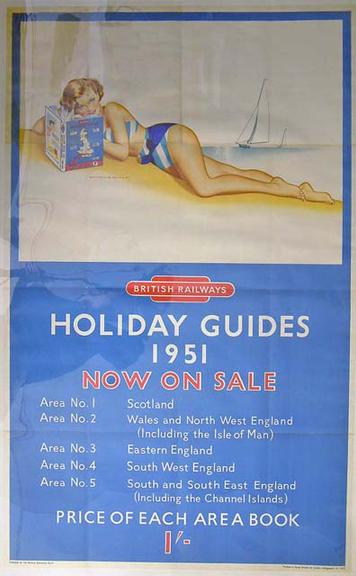 BRITISH RAILWAYS
HOLIDAY GUIDES
1951
NOW ON SALE
Area No. 1 Scotland
Area No. 2 Wales and North West England
(Including the Isle of Man)
Area No. 3 Eastern England
Area No. 4 South West England
Area No. 5 South and South East England
(Including the Channel Islands)
PRICE OF EACH AREA BOOK
1/-